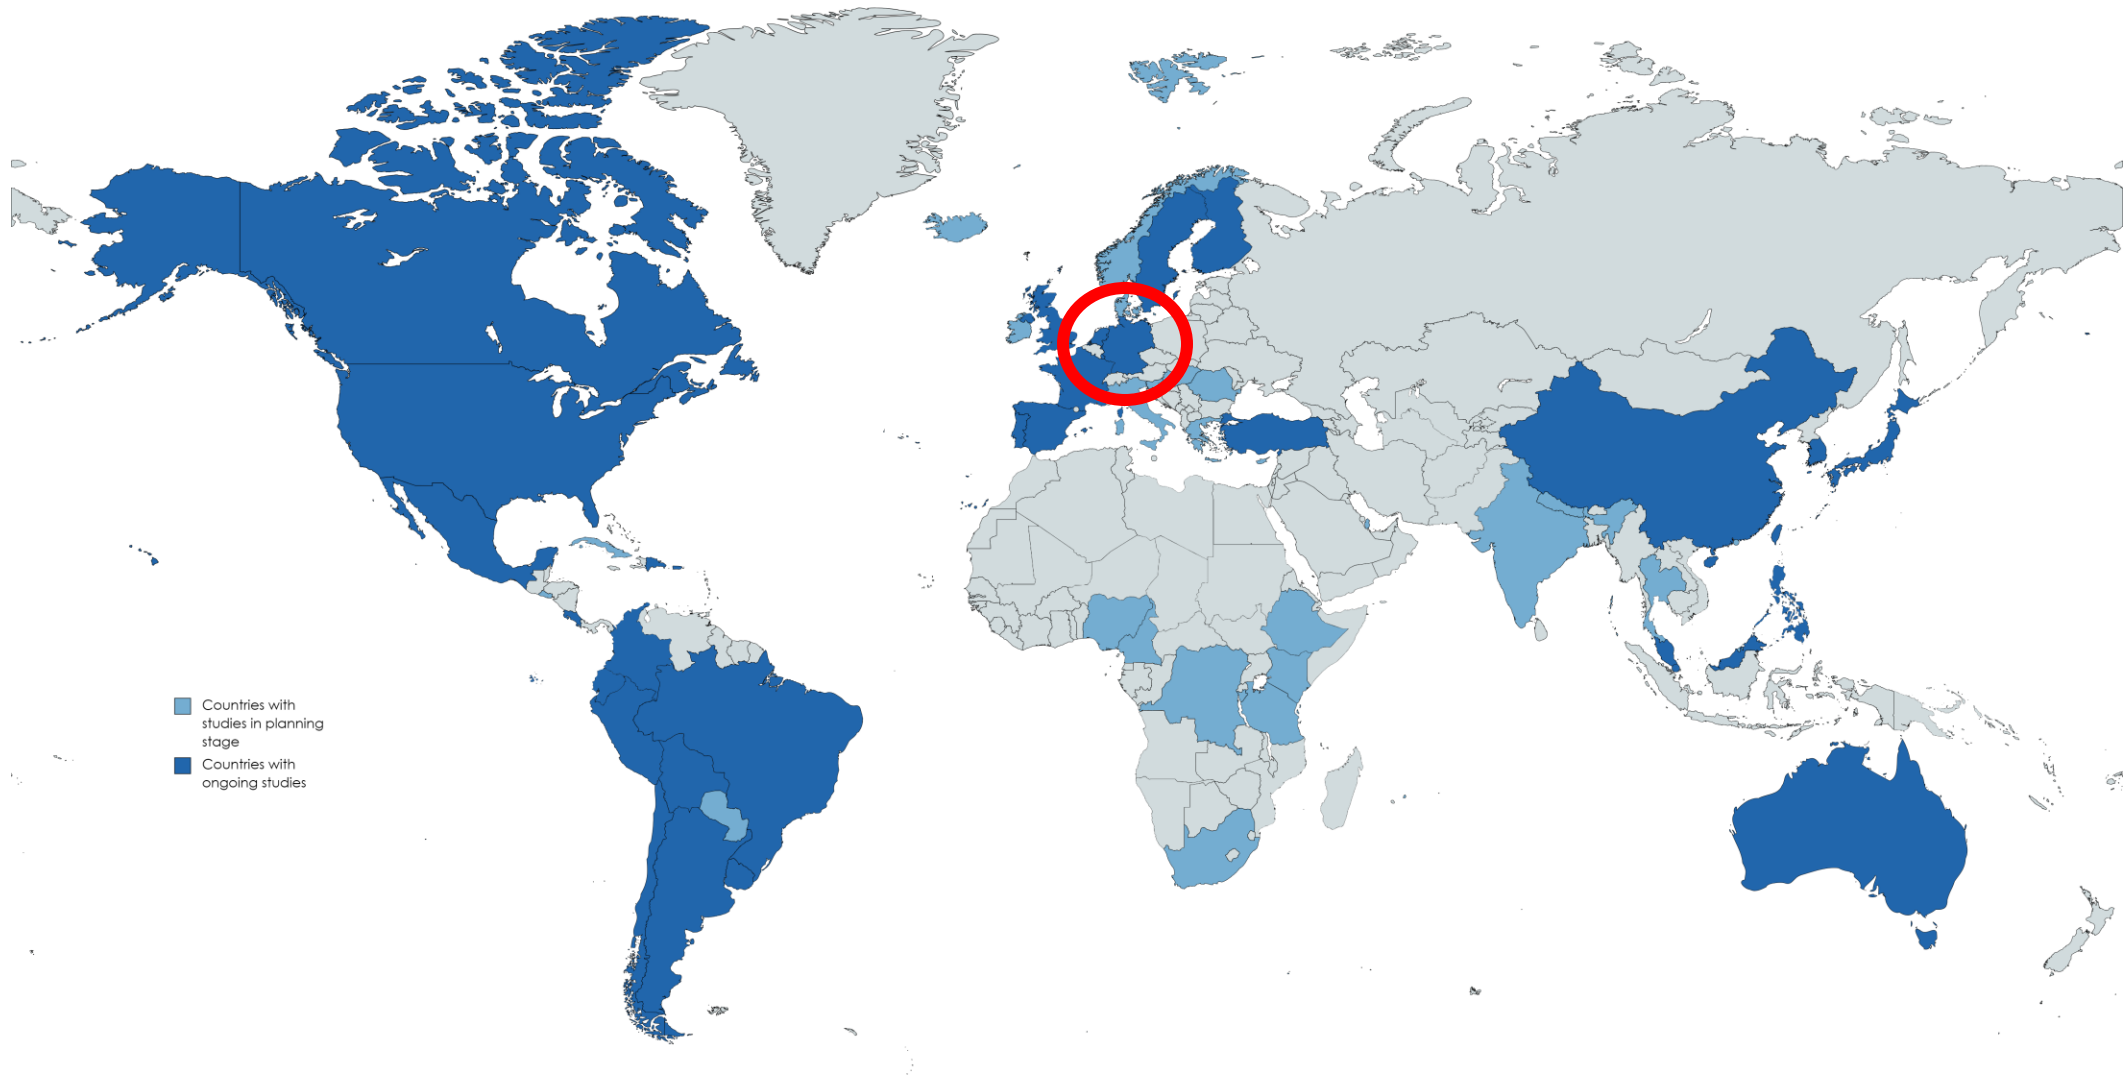 Countries with
studies in planning
stage
Countries with
ongoing studies